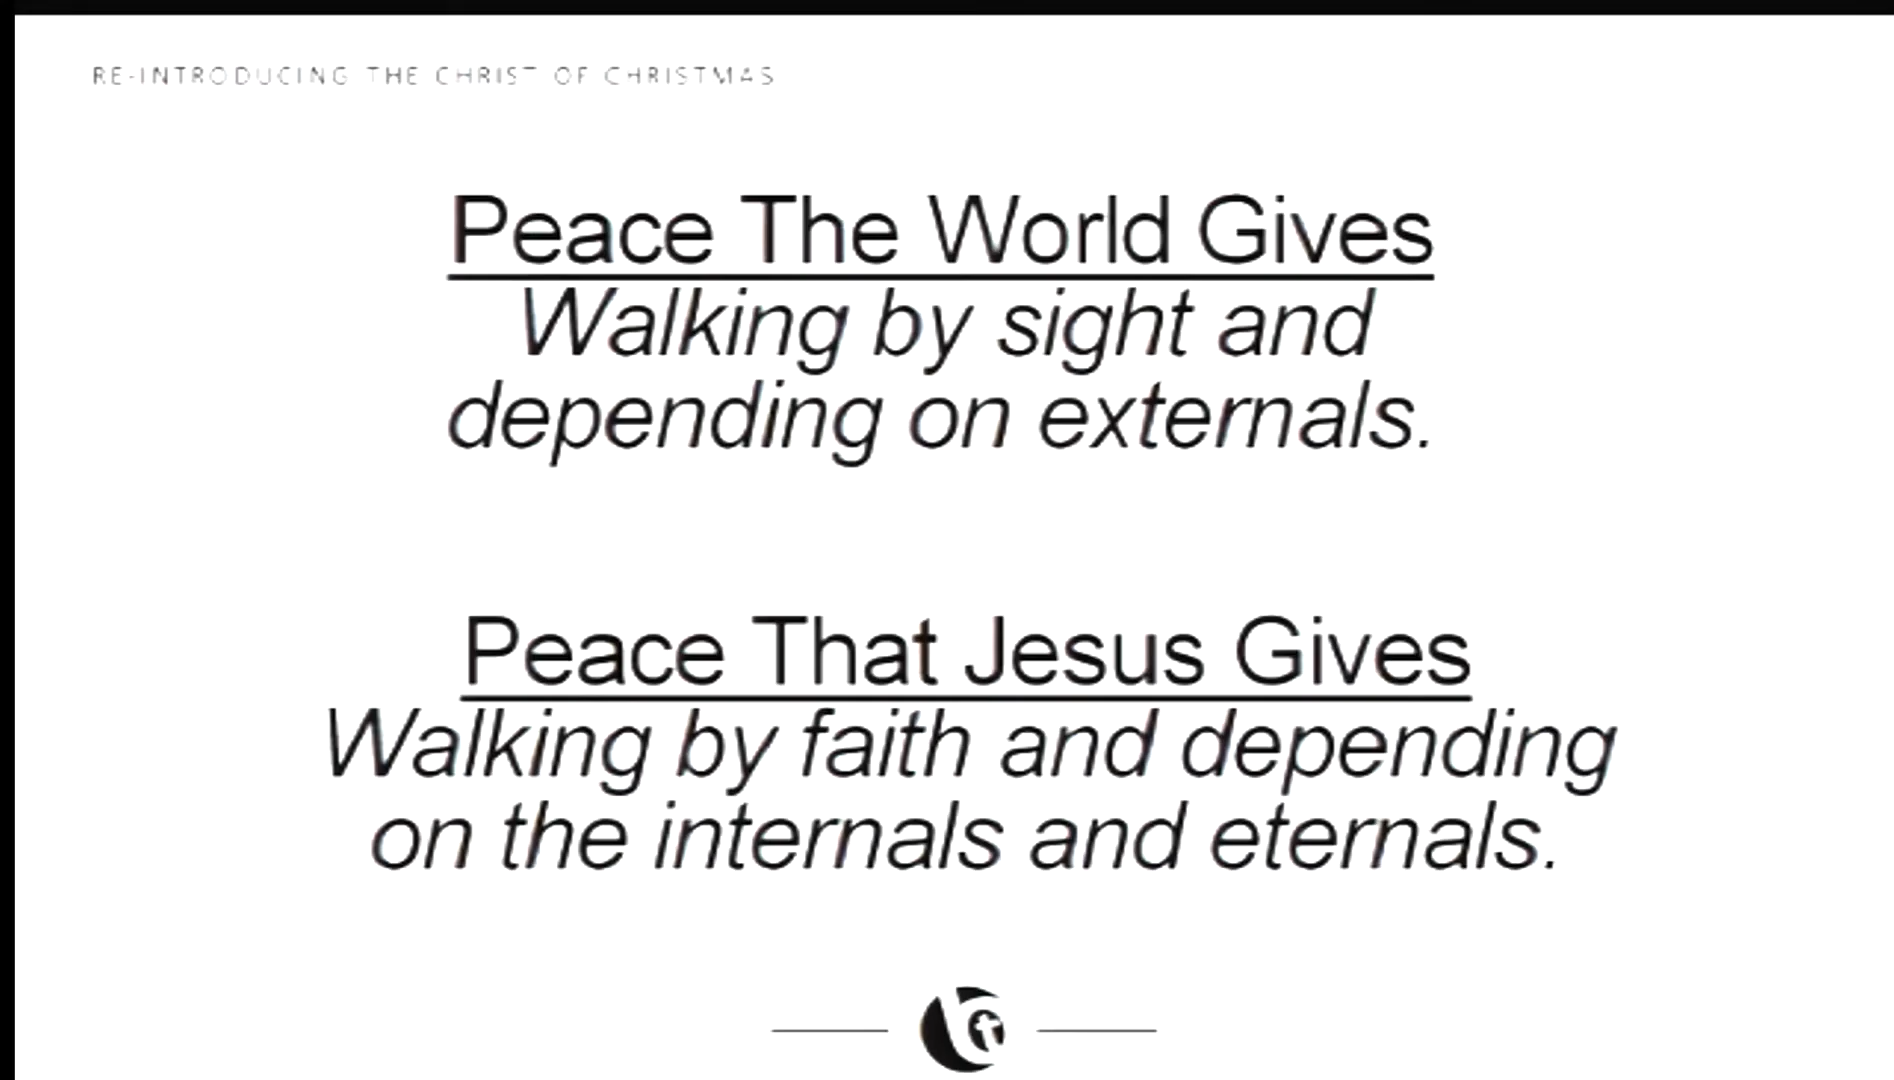 RE-INTRODUCING THE CHRIST OF CHRISTMAS
Peace The World Gives
Walking by sight and
depending on externals.
Peace That Jesus Gives
Walking by faith and depending
on the internals and eternals.